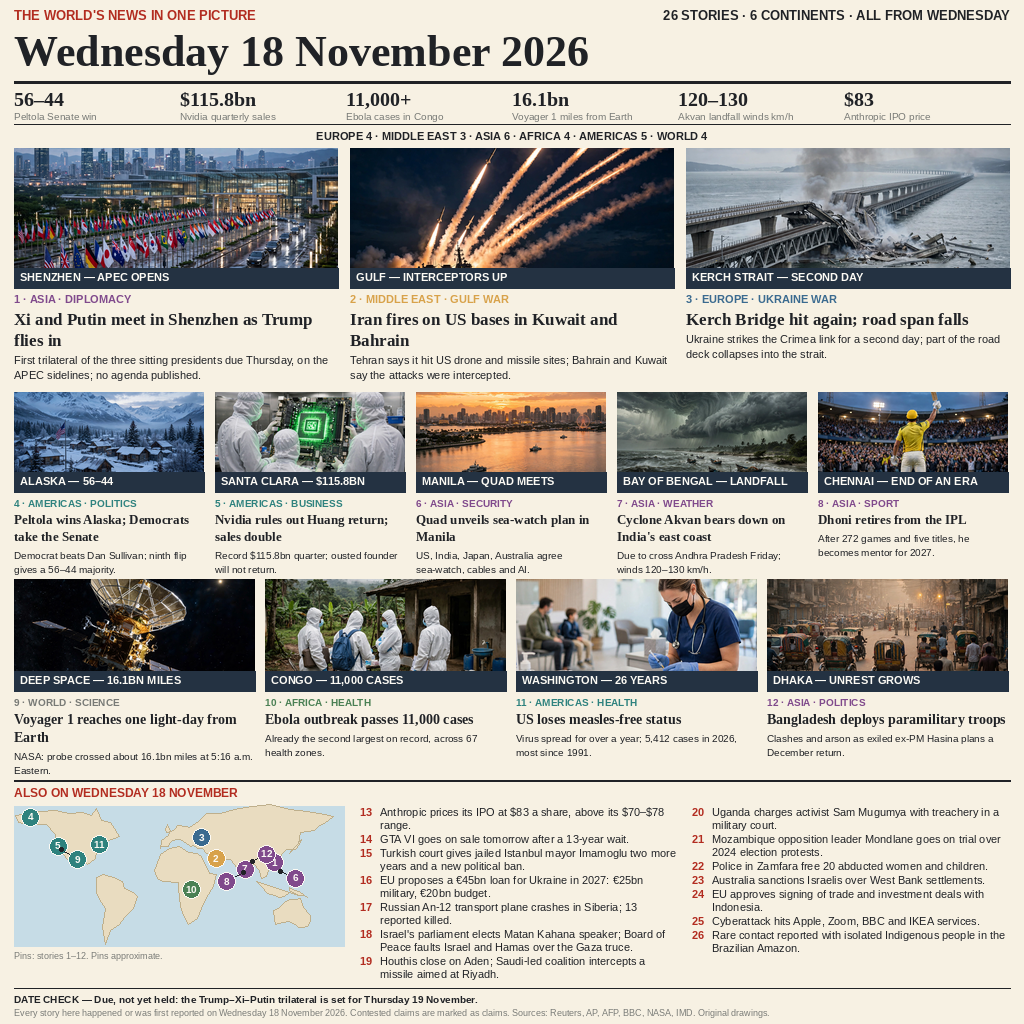 THE WORLD'S NEWS IN ONE PICTURE
26 STORIES · 6 CONTINENTS · ALL FROM WEDNESDAY
Wednesday 18 November 2026
56–44
Peltola Senate win
$115.8bn
Nvidia quarterly sales
11,000+
Ebola cases in Congo
16.1bn
Voyager 1 miles from Earth
120–130
Akvan landfall winds km/h
$83
Anthropic IPO price
EUROPE 4 · MIDDLE EAST 3 · ASIA 6 · AFRICA 4 · AMERICAS 5 · WORLD 4
SHENZHEN — APEC OPENS
1 · ASIA · DIPLOMACY
Xi and Putin meet in Shenzhen as Trump
flies in
First trilateral of the three sitting presidents due Thursday, on the
APEC sidelines; no agenda published.
GULF — INTERCEPTORS UP
2 · MIDDLE EAST · GULF WAR
Iran fires on US bases in Kuwait and
Bahrain
Tehran says it hit US drone and missile sites; Bahrain and Kuwait
say the attacks were intercepted.
KERCH STRAIT — SECOND DAY
3 · EUROPE · UKRAINE WAR
Kerch Bridge hit again; road span falls
Ukraine strikes the Crimea link for a second day; part of the road
deck collapses into the strait.
ALASKA — 56–44
4 · AMERICAS · POLITICS
Peltola wins Alaska; Democrats
take the Senate
Democrat beats Dan Sullivan; ninth flip
gives a 56–44 majority.
SANTA CLARA — $115.8BN
5 · AMERICAS · BUSINESS
Nvidia rules out Huang return;
sales double
Record $115.8bn quarter; ousted founder
will not return.
MANILA — QUAD MEETS
6 · ASIA · SECURITY
Quad unveils sea-watch plan in
Manila
US, India, Japan, Australia agree
sea-watch, cables and AI.
BAY OF BENGAL — LANDFALL
7 · ASIA · WEATHER
Cyclone Akvan bears down on
India's east coast
Due to cross Andhra Pradesh Friday;
winds 120–130 km/h.
CHENNAI — END OF AN ERA
8 · ASIA · SPORT
Dhoni retires from the IPL
After 272 games and five titles, he
becomes mentor for 2027.
DEEP SPACE — 16.1BN MILES
9 · WORLD · SCIENCE
Voyager 1 reaches one light-day from
Earth
NASA: probe crossed about 16.1bn miles at 5:16 a.m.
Eastern.
CONGO — 11,000 CASES
10 · AFRICA · HEALTH
Ebola outbreak passes 11,000 cases
Already the second largest on record, across 67
health zones.
WASHINGTON — 26 YEARS
11 · AMERICAS · HEALTH
US loses measles-free status
Virus spread for over a year; 5,412 cases in 2026,
most since 1991.
DHAKA — UNREST GROWS
12 · ASIA · POLITICS
Bangladesh deploys paramilitary troops
Clashes and arson as exiled ex-PM Hasina plans a
December return.
ALSO ON WEDNESDAY 18 NOVEMBER
4
5
9
11
3
2
10
12
1
7
8
6
Pins: stories 1–12. Pins approximate.
13 Anthropic prices its IPO at $83 a share, above its $70–$78
range.
14 GTA VI goes on sale tomorrow after a 13-year wait.
15 Turkish court gives jailed Istanbul mayor Imamoglu two more
years and a new political ban.
16 EU proposes a €45bn loan for Ukraine in 2027: €25bn
military, €20bn budget.
17 Russian An-12 transport plane crashes in Siberia; 13
reported killed.
18 Israel's parliament elects Matan Kahana speaker; Board of
Peace faults Israel and Hamas over the Gaza truce.
19 Houthis close on Aden; Saudi-led coalition intercepts a
missile aimed at Riyadh.
20 Uganda charges activist Sam Mugumya with treachery in a
military court.
21 Mozambique opposition leader Mondlane goes on trial over
2024 election protests.
22 Police in Zamfara free 20 abducted women and children.
23 Australia sanctions Israelis over West Bank settlements.
24 EU approves signing of trade and investment deals with
Indonesia.
25 Cyberattack hits Apple, Zoom, BBC and IKEA services.
26 Rare contact reported with isolated Indigenous people in the
Brazilian Amazon.
DATE CHECK — Due, not yet held: the Trump–Xi–Putin trilateral is set for Thursday 19 November.
Every story here happened or was first reported on Wednesday 18 November 2026. Contested claims are marked as claims. Sources: Reuters, AP, AFP, BBC, NASA, IMD. Original drawings.